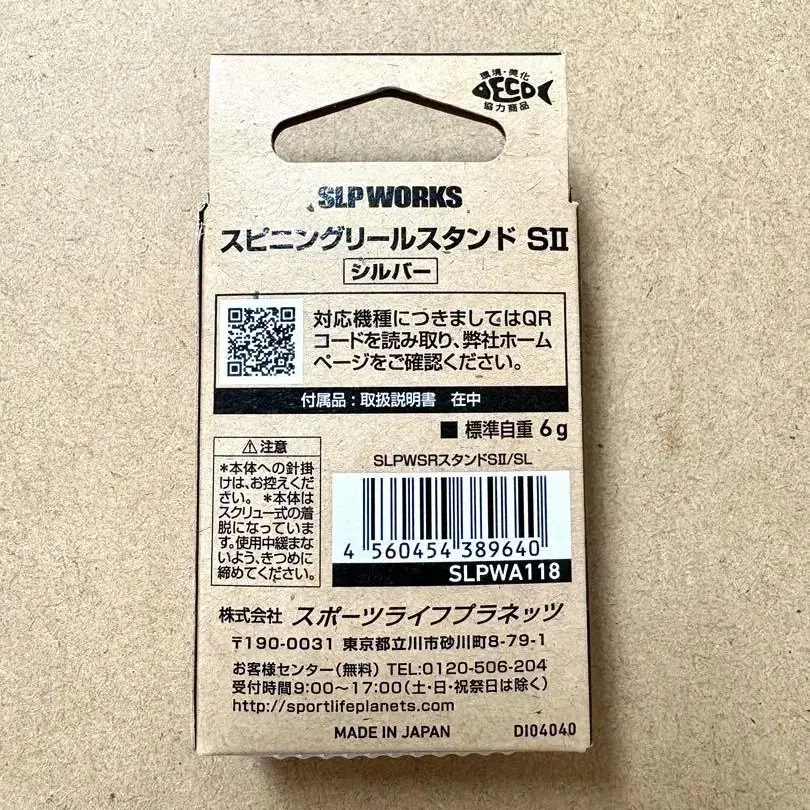 環境・美化
ECO
協力商品
SLP WORKS
スピニングリールスタンド SⅡ
シルバー
対応機種につきましてはQR
コードを読み取り、弊社ホーム
ページをご確認ください。
付属品：取扱説明書 在中
■ 標準自重 6g
⚠注意
*本体への針掛
けは、お控えくだ
さい。 *本体は
スクリュー式の着
脱になっていま
す。使用中緩まな
いよう、きつめに
締めてください。
SLPWSRスタンドSⅡ/SL
4 560454 389640
SLPWA118
株式会社 スポーツライフプラネッツ
〒190-0031 東京都立川市砂川町8-79-1
お客様センター（無料） TEL:0120-506-204
受付時間9:00〜17:00（土・日・祝祭日は除く）
http://sportlifeplanets.com
MADE IN JAPAN DI04040